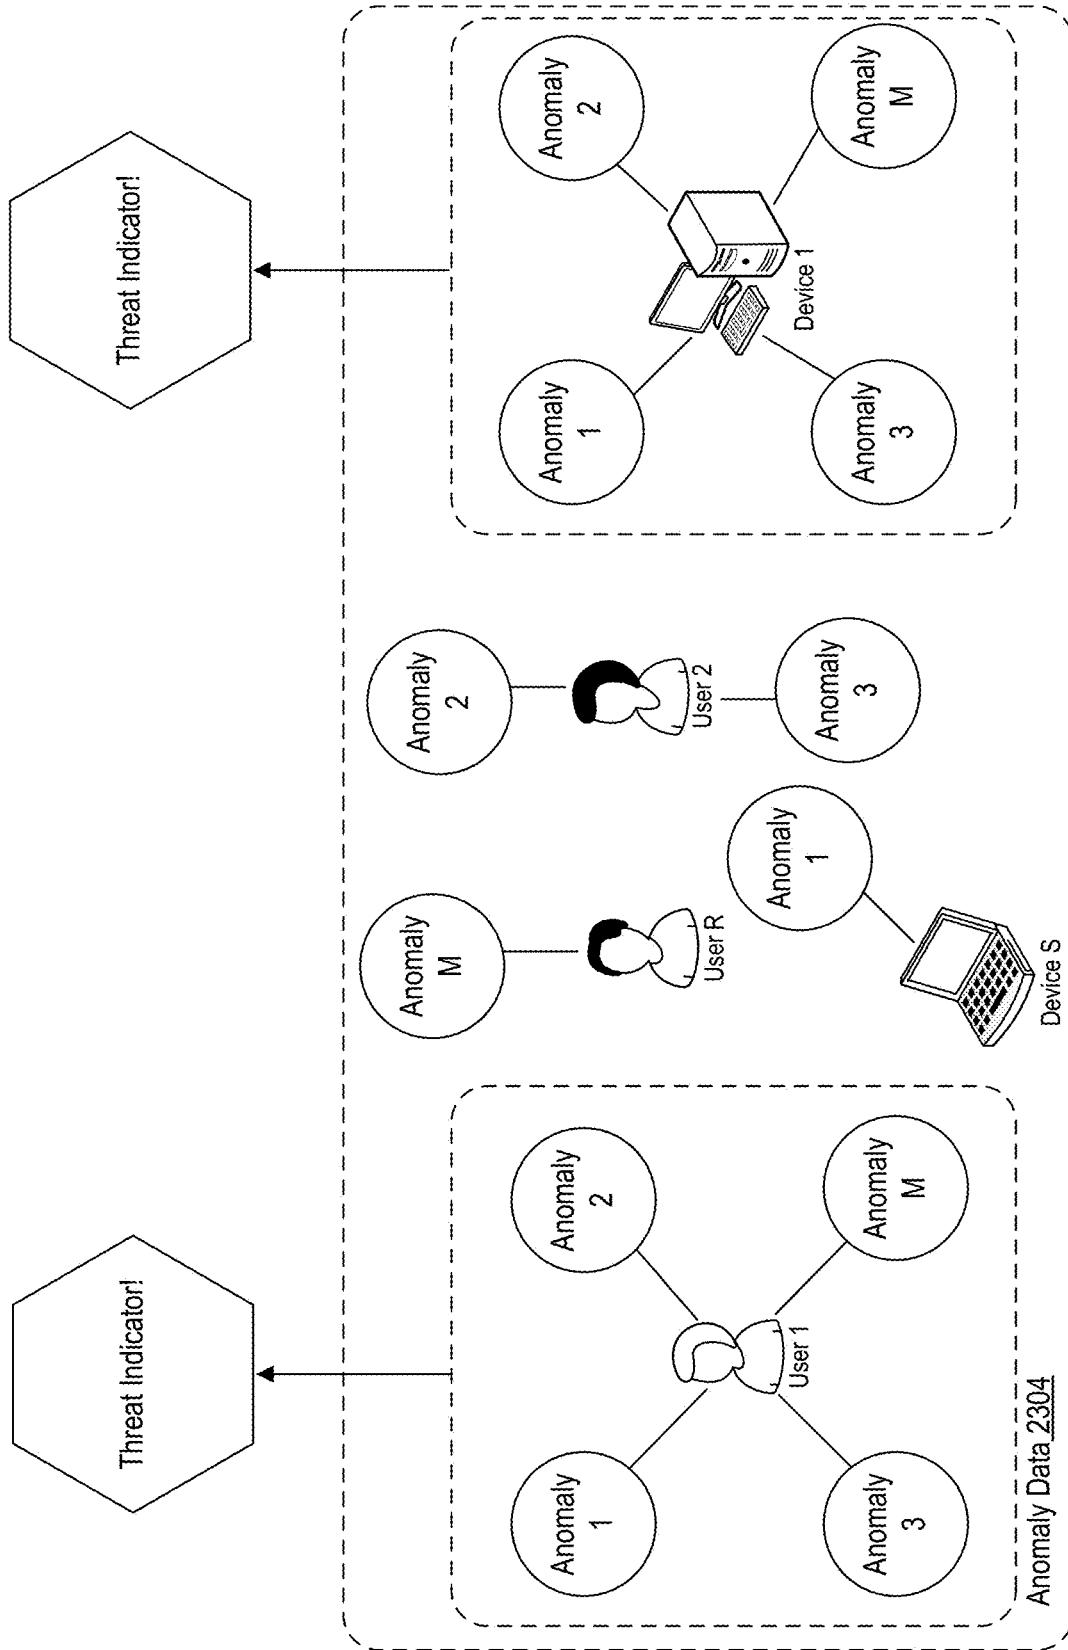 Threat Indicator!
Threat Indicator!
Anomaly
1
Anomaly
2
User 1
Anomaly
3
Anomaly
M
Anomaly
M
User R
Anomaly
1
Device S
Anomaly
2
User 2
Anomaly
3
Anomaly
1
Anomaly
2
Device 1
Anomaly
3
Anomaly
M
Anomaly Data 2304